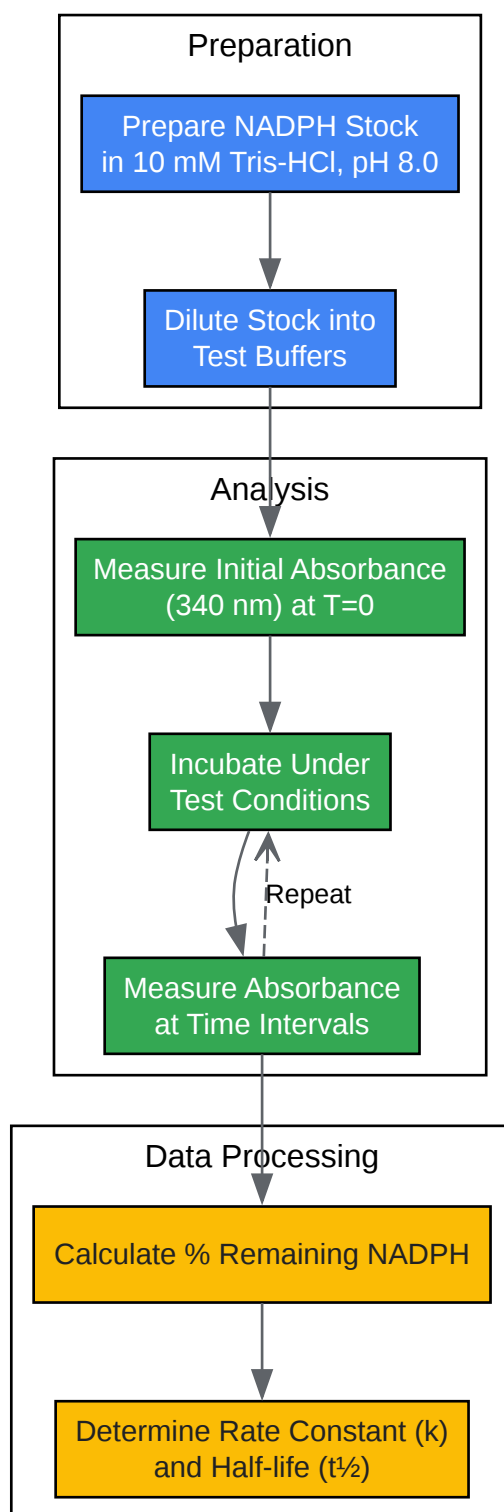 Preparation
Prepare NADPH Stock
in 10 mM Tris-HCl, pH 8.0
Dilute Stock into
Test Buffers
Analysis
Measure Initial Absorbance
(340 nm) at T=0
Incubate Under
Test Conditions
Repeat
Measure Absorbance
at Time Intervals
Data Processing
Calculate % Remaining NADPH
Determine Rate Constant (k)
and Half-life (t½)